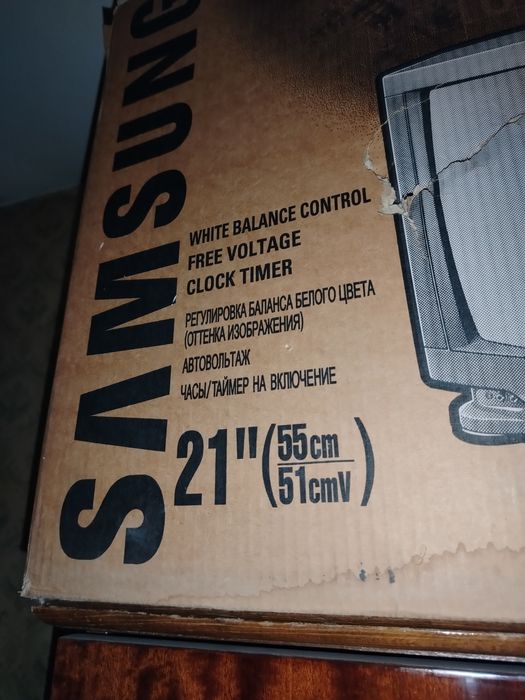 SAMSUNG
WHITE BALANCE CONTROL
FREE VOLTAGE
CLOCK TIMER
РЕГУЛИРОВКА БАЛАНСА БЕЛОГО ЦВЕТА
(ОТТЕНКА ИЗОБРАЖЕНИЯ)
АВТОВОЛЬТАЖ
ЧАСЫ/ТАЙМЕР НА ВКЛЮЧЕНИЕ
21" (55cm
51cmV)